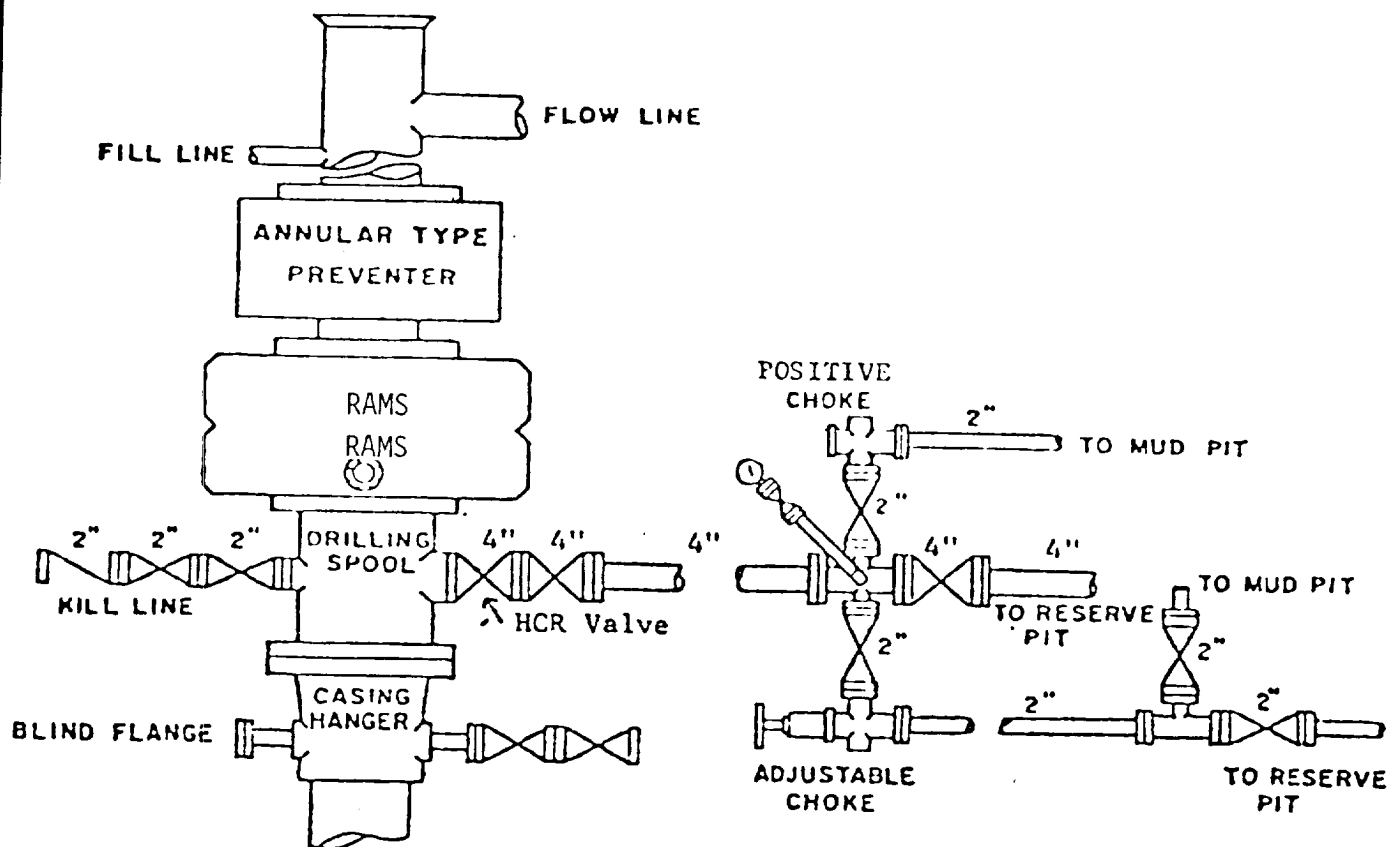 FLOW LINE
FILL LINE
ANNULAR TYPE
PREVENTER
RAMS
RAMS
POSITIVE
CHOKE
2"
TO MUD PIT
2"
2" 2" 2"
DRILLING
SPOOL
4" 4" 4"
KILL LINE
HCR Valve
4" 4"
TO RESERVE
PIT
2"
TO MUD PIT
2"
CASING
HANGER
BLIND FLANGE
2" 2"
ADJUSTABLE
CHOKE
TO RESERVE
PIT